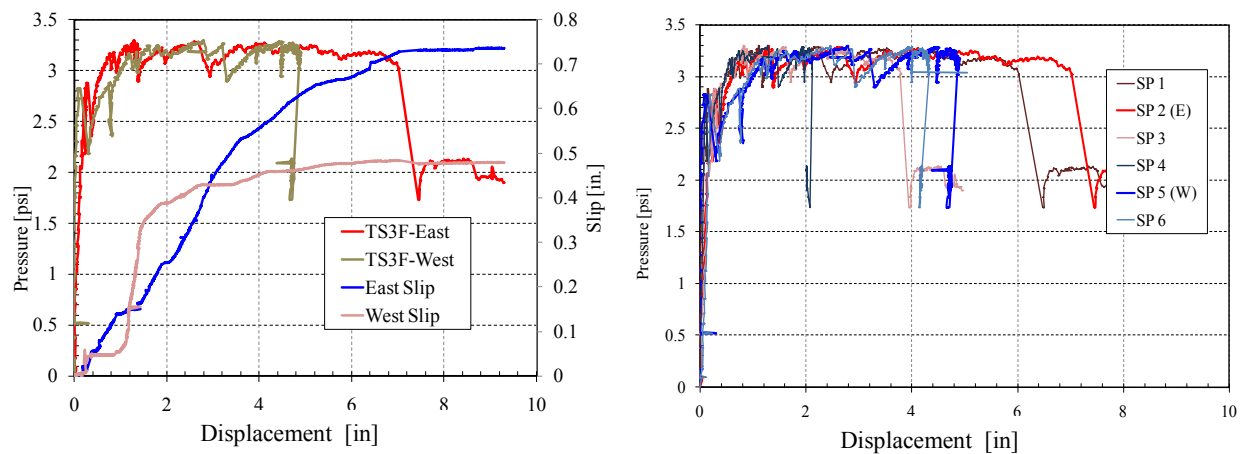 3.5
3
2.5
2
1.5
1
0.5
0
Pressure [psi]
0.8
0.7
0.6
0.5
0.4
0.3
0.2
0.1
0
Slip [in.]
TS3F-East
TS3F-West
East Slip
West Slip
0 2 4 6 8 10
Displacement [in]
3.5
3
2.5
2
1.5
1
0.5
0
Pressure [psi]
SP 1
SP 2 (E)
SP 3
SP 4
SP 5 (W)
SP 6
0 2 4 6 8 10
Displacement [in]